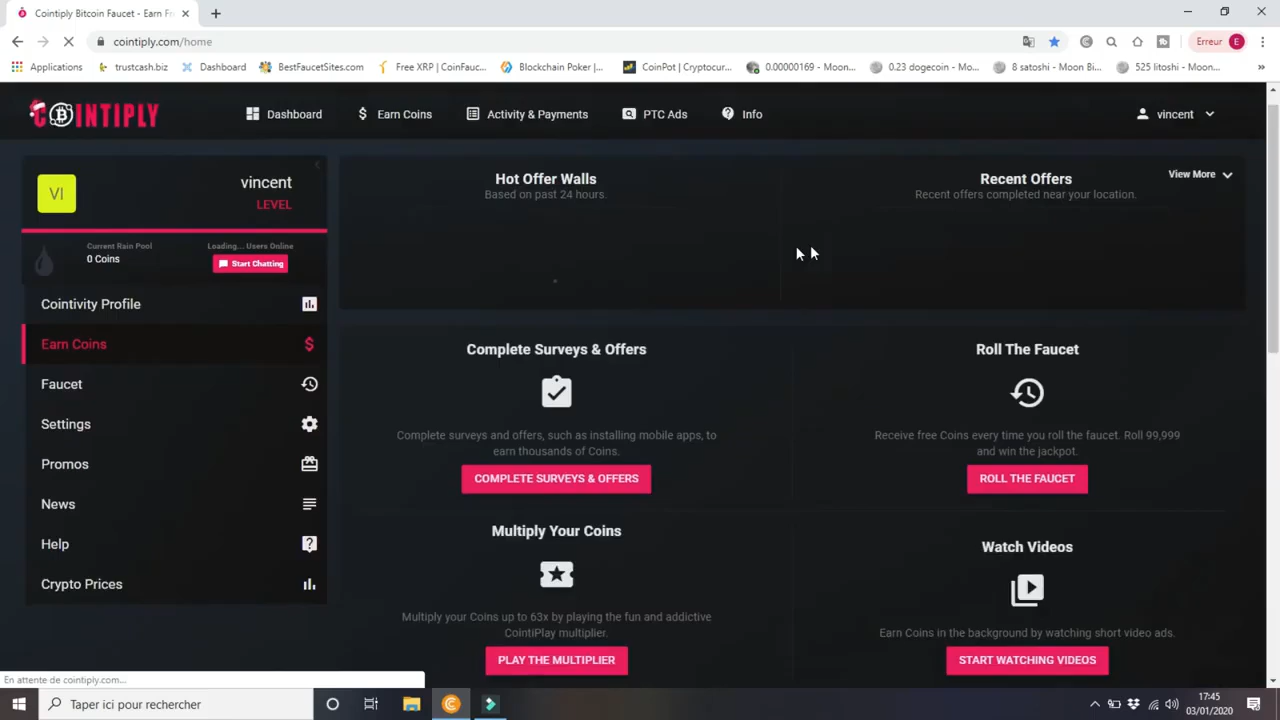 Cointiply Bitcoin Faucet - Earn Fr
cointiply.com/home
Erreur E
Applications
trustcash.biz
Dashboard
BestFaucetSites.com
Free XRP | CoinFauc...
Blockchain Poker |...
CoinPot | Cryptocur...
0.00000169 - Moon...
0.23 dogecoin - Mo...
8 satoshi - Moon Bi...
525 litoshi - Moon...
COINTIPLY
Dashboard
Earn Coins
Activity & Payments
PTC Ads
Info
vincent
VI
vincent
LEVEL
Current Rain Pool
0 Coins
Loading... Users Online
Start Chatting
Cointivity Profile
Earn Coins
Faucet
Settings
Promos
News
Help
Crypto Prices
Hot Offer Walls
Based on past 24 hours.
Recent Offers
Recent offers completed near your location.
View More
Complete Surveys & Offers
Complete surveys and offers, such as installing mobile apps, to
earn thousands of Coins.
COMPLETE SURVEYS & OFFERS
Roll The Faucet
Receive free Coins every time you roll the faucet. Roll 99,999
and win the jackpot.
ROLL THE FAUCET
Multiply Your Coins
Multiply your Coins up to 63x by playing the fun and addictive
CointiPlay multiplier.
PLAY THE MULTIPLIER
Watch Videos
Earn Coins in the background by watching short video ads.
START WATCHING VIDEOS
En attente de cointiply.com...
Taper ici pour rechercher
17:45
03/01/2020